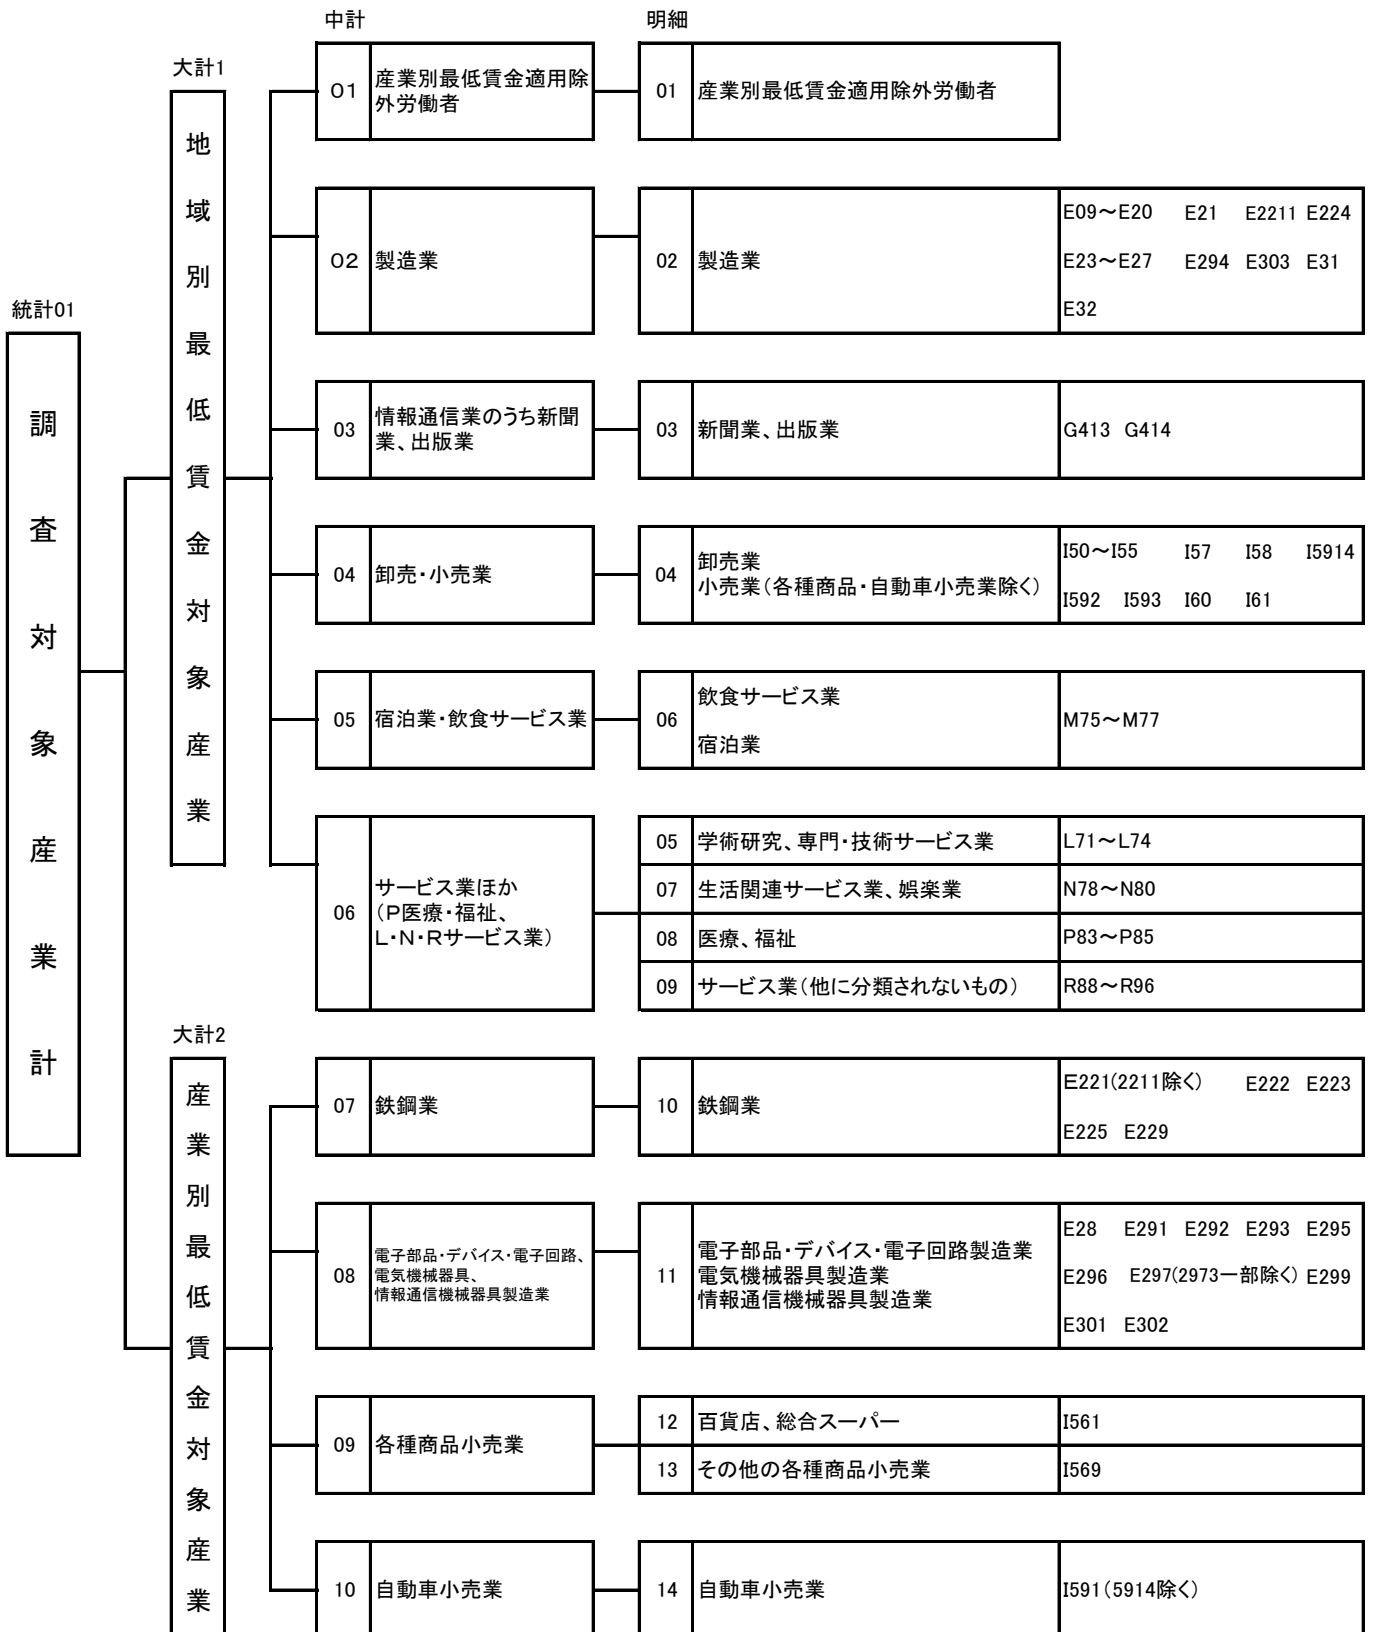 中計
明細
大計1
地域別最低賃金対象産業
01
産業別最低賃金適用除
外労働者
01
産業別最低賃金適用除外労働者
02
製造業
02
製造業
E09～E20 E21 E2211 E224
E23～E27 E294 E303 E31
E32
統計01
調査対象産業計
03
情報通信業のうち新聞
業、出版業
03
新聞業、出版業
G413 G414
04
卸売・小売業
04
卸売業
小売業(各種商品・自動車小売業除く)
I50～I55 I57 I58 I5914
I592 I593 I60 I61
05
宿泊業・飲食サービス業
06
飲食サービス業
宿泊業
M75～M77
06
サービス業ほか
(P医療・福祉、
L・N・Rサービス業)
05
学術研究、専門・技術サービス業
L71～L74
07
生活関連サービス業、娯楽業
N78～N80
08
医療、福祉
P83～P85
09
サービス業(他に分類されないもの)
R88～R96
大計2
産業別最低賃金対象産業
07
鉄鋼業
10
鉄鋼業
E221(2211除く) E222 E223
E225 E229
08
電子部品・デバイス・電子回路、
電気機械器具、
情報通信機械器具製造業
11
電子部品・デバイス・電子回路製造業
電気機械器具製造業
情報通信機械器具製造業
E28 E291 E292 E293 E295
E296 E297(2973一部除く) E299
E301 E302
09
各種商品小売業
12
百貨店、総合スーパー
I561
13
その他の各種商品小売業
I569
10
自動車小売業
14
自動車小売業
I591(5914除く)